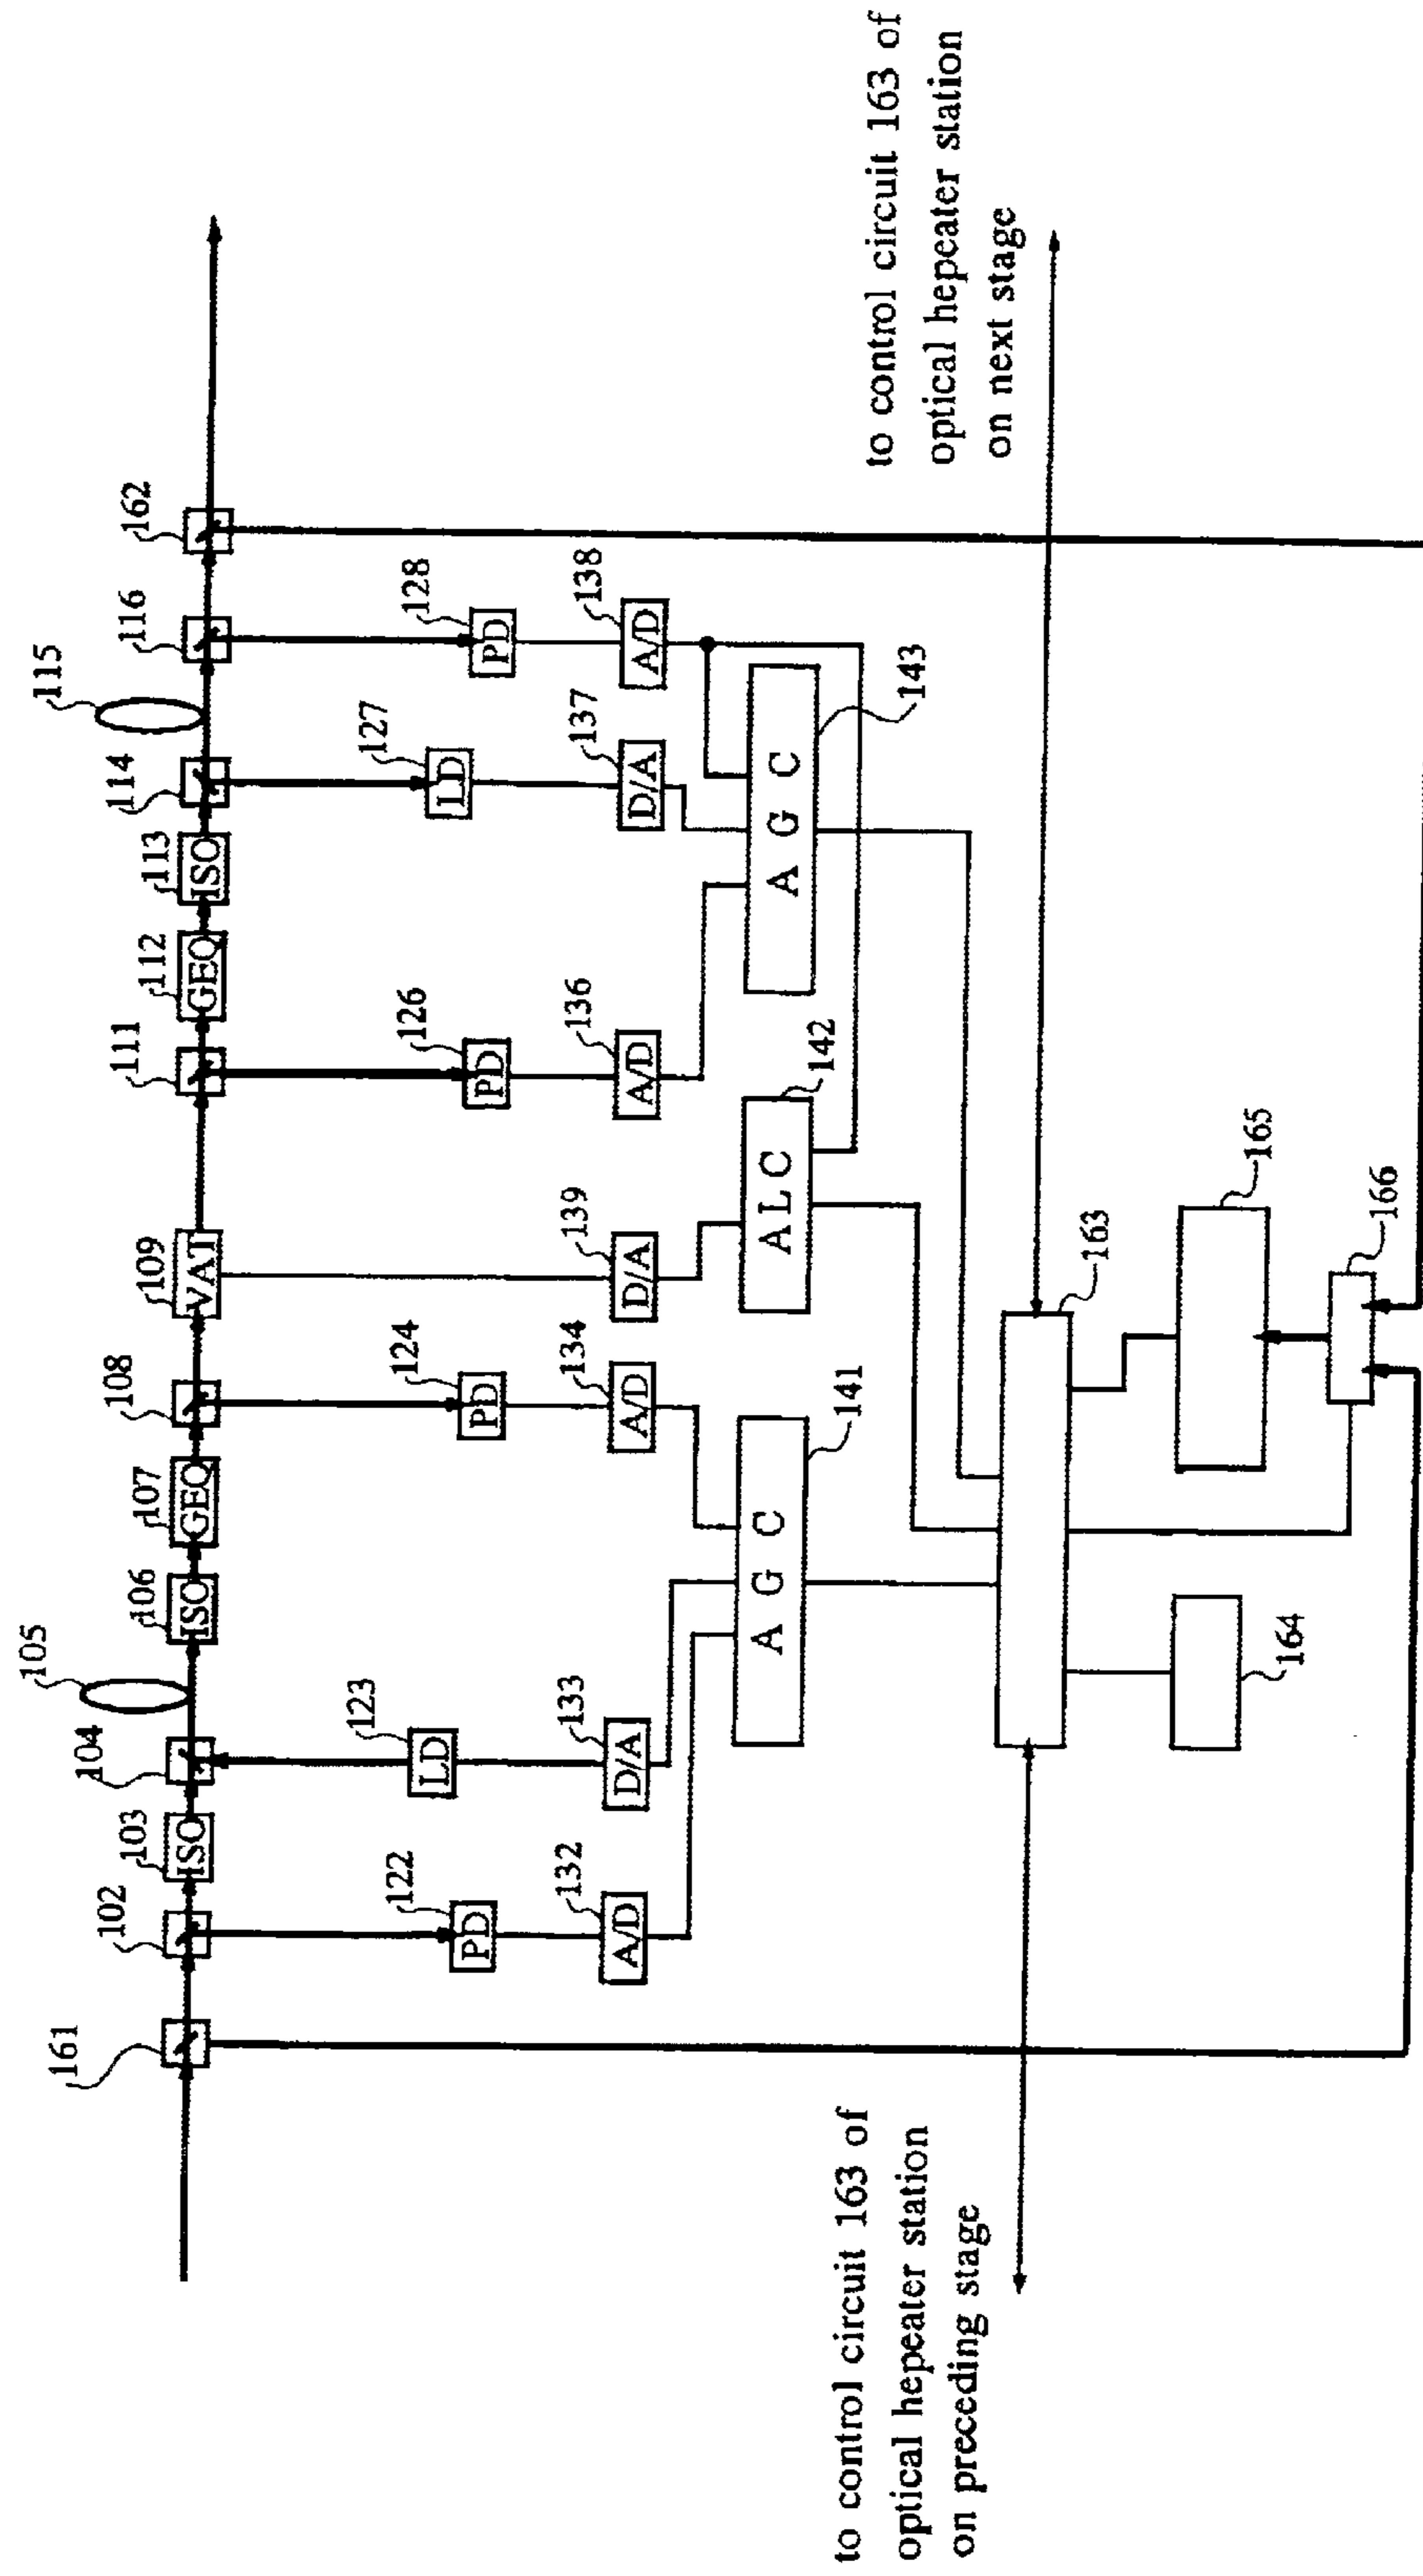 161
102
103
104
105
106
107
108
109
111
112
113
114
115
116
162
ISO
ISO
GEQ
VAT
GEQ
ISO
122
PD
123
LD
124
PD
126
PD
127
LD
128
PD
132
A/D
133
D/A
134
A/D
139
D/A
136
A/D
137
D/A
138
A/D
A G C
141
A L C
142
A G C
143
to control circuit 163 of
optical hepeater station
on preceding stage
to control circuit 163 of
optical hepeater station
on next stage
163
164
165
166